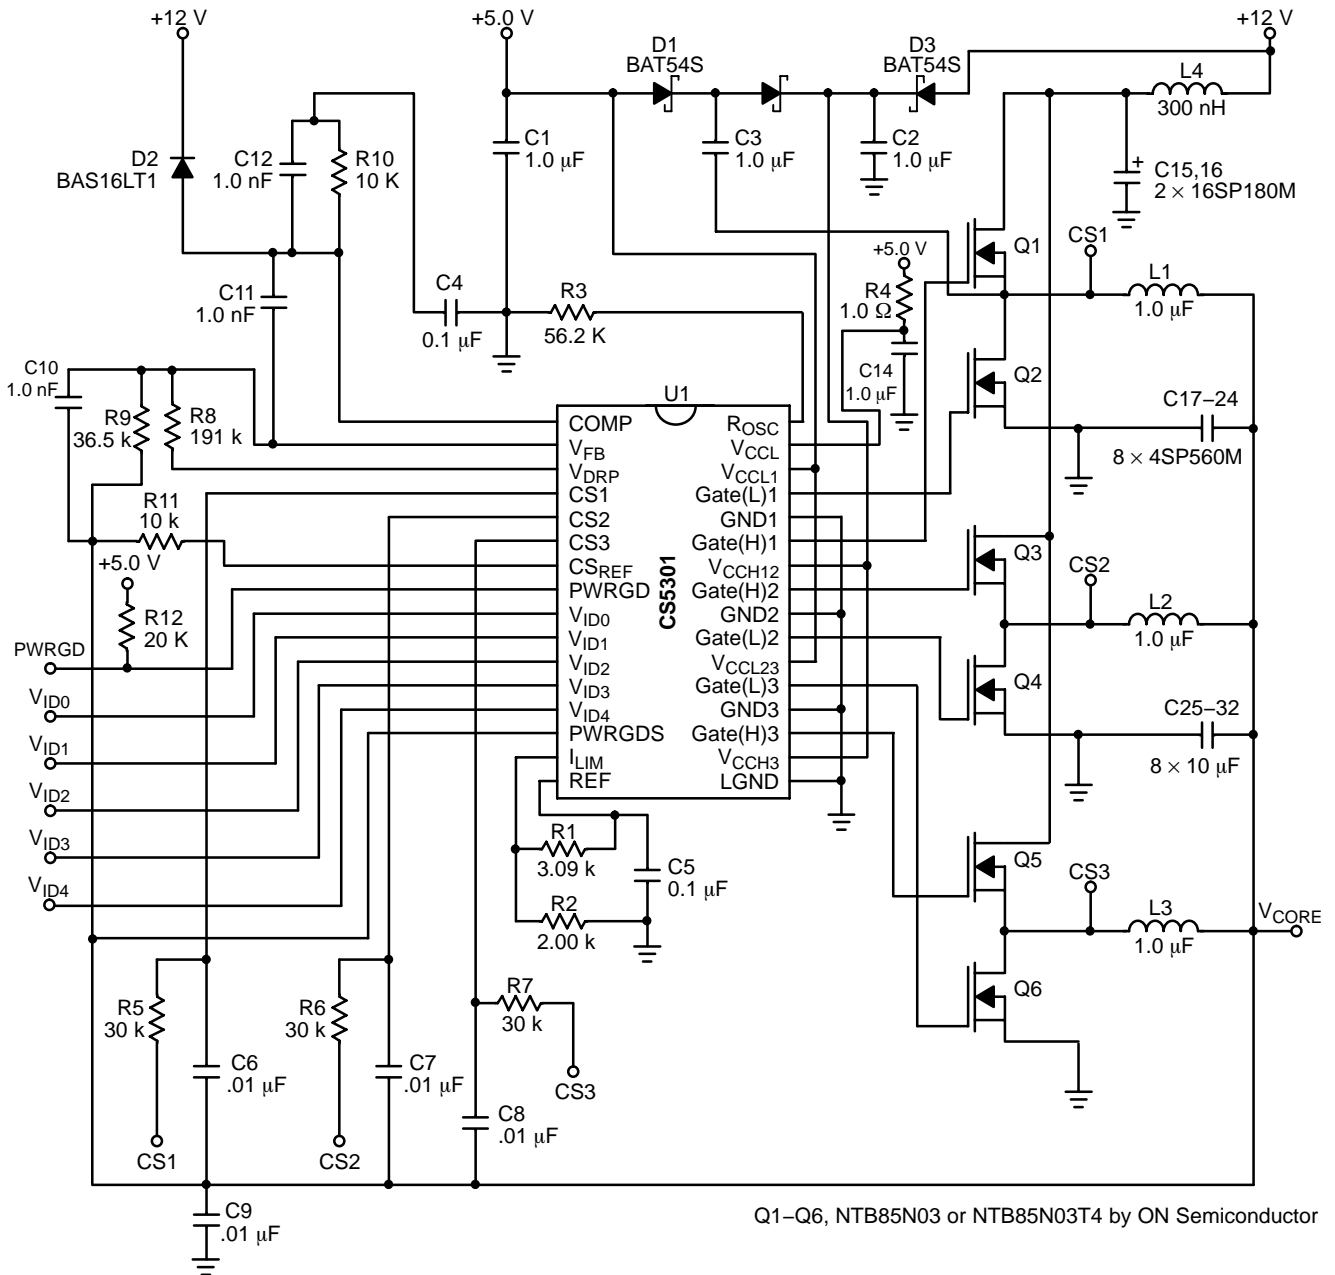 +12 V
+5.0 V
+12 V
D1
BAT54S
D3
BAT54S
L4
300 nH
D2
BAS16LT1
C12
1.0 nF
R10
10 K
C1
1.0 μF
C3
1.0 μF
C2
1.0 μF
C15,16
2 × 16SP180M
+
Q1
CS1
+5.0 V
R4
1.0 Ω
L1
1.0 μF
C11
1.0 nF
C4
0.1 μF
R3
56.2 K
C14
1.0 μF
Q2
C17–24
8 × 4SP560M
C10
1.0 nF
R9
36.5 k
R8
191 k
U1
CS5301
COMP
VFB
VDRP
CS1
CS2
CS3
CSREF
PWRGD
VID0
VID1
VID2
VID3
VID4
PWRGDS
ILIM
REF
ROSC
VCCL
VCCL1
Gate(L)1
GND1
Gate(H)1
VCCH12
Gate(H)2
GND2
Gate(L)2
VCCL23
Gate(L)3
GND3
Gate(H)3
VCCH3
LGND
R11
10 k
+5.0 V
R12
20 K
PWRGD
VID0
VID1
VID2
VID3
VID4
Q3
CS2
L2
1.0 μF
Q4
C25–32
8 × 10 μF
R1
3.09 k
C5
0.1 μF
R2
2.00 k
Q5
CS3
L3
1.0 μF
VCORE
Q6
R5
30 k
R6
30 k
R7
30 k
C6
.01 μF
C7
.01 μF
CS3
C8
.01 μF
CS1
CS2
C9
.01 μF
Q1–Q6, NTB85N03 or NTB85N03T4 by ON Semiconductor